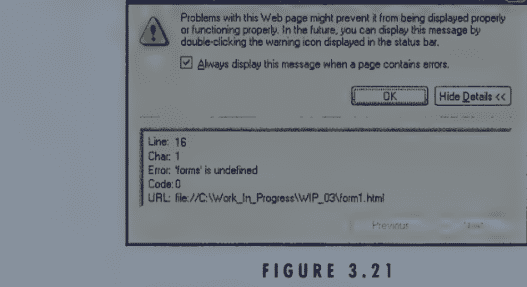 Problems with this Web page might prevent it from being displayed properly
or functioning properly. In the future, you can display this message by
double-clicking the warning icon displayed in the status bar.
Always display this message when a page contains errors.
OK Hide Details <<
Line: 16
Char: 1
Error: 'forms' is undefined
Code: 0
URL: file://C:\Work_In_Progress\WIP_03\form1.html
Previous Next
FIGURE 3.21